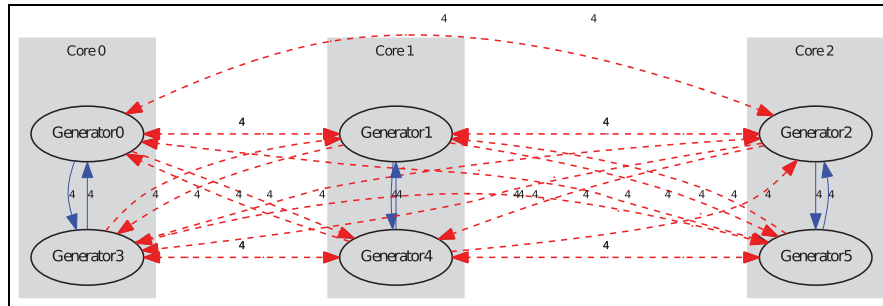 4 4
Core 0 Core 1 Core 2
4 4
Generator0 Generator1 Generator2
4 4 4 4 4 4 4 4 4 4 4 4 4 4 4 4 4 4
4 4
Generator3 Generator4 Generator5